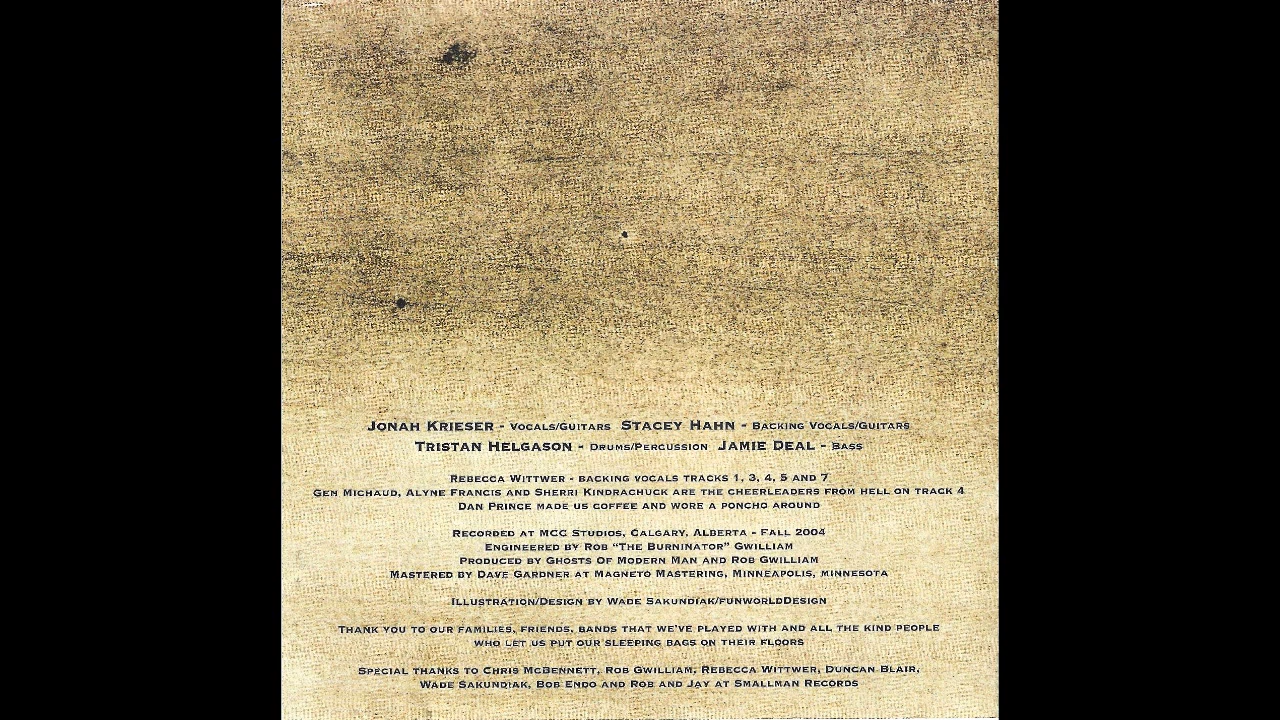 Jonah Krieser - Vocals/Guitars Stacey Hahn - Backing Vocals/Guitars
Tristan Helgason - Drums/Percussion Jamie Deal - Bass
Rebecca Wittwer - backing vocals tracks 1, 3, 4, 5 and 7
Gen Michaud, Alyne Francis and Sherri Kindrachuck are the cheerleaders from hell on track 4
Dan Prince made us coffee and wore a poncho around
Recorded at MCC Studios, Calgary, Alberta - Fall 2004
Engineered by Rob "The Burninator" Gwilliam
Produced by Ghosts Of Modern Man and Rob Gwilliam
Mastered by Dave Gardner at Magneto Mastering, Minneapolis, minnesota
Illustration/Design by Wade Sakundiak/funworldDesign
Thank you to our families, friends, bands that we've played with and all the kind people
who let us put our sleeping bags on their floors
Special thanks to Chris McBennett, Rob Gwilliam, Rebecca Wittwer, Duncan Blair,
Wade Sakundiak, Bob Endo and Rob and Jay at Smallman Records